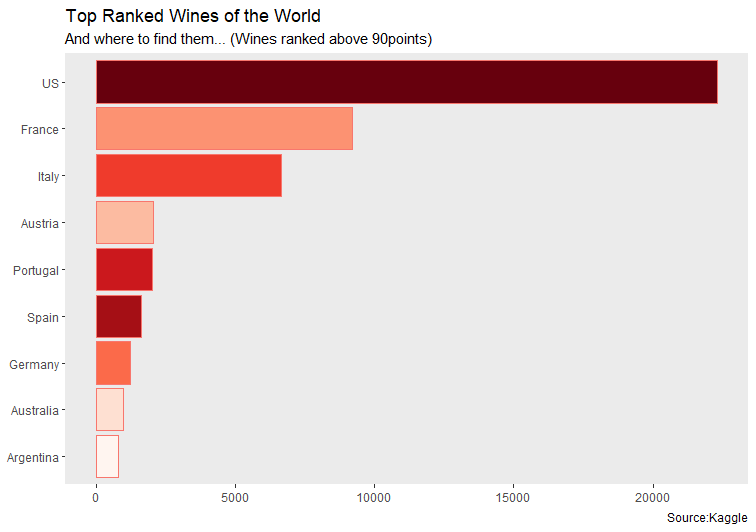 Top Ranked Wines of the World
And where to find them... (Wines ranked above 90points)
US
France
Italy
Austria
Portugal
Spain
Germany
Australia
Argentina
0 5000 10000 15000 20000
Source:Kaggle